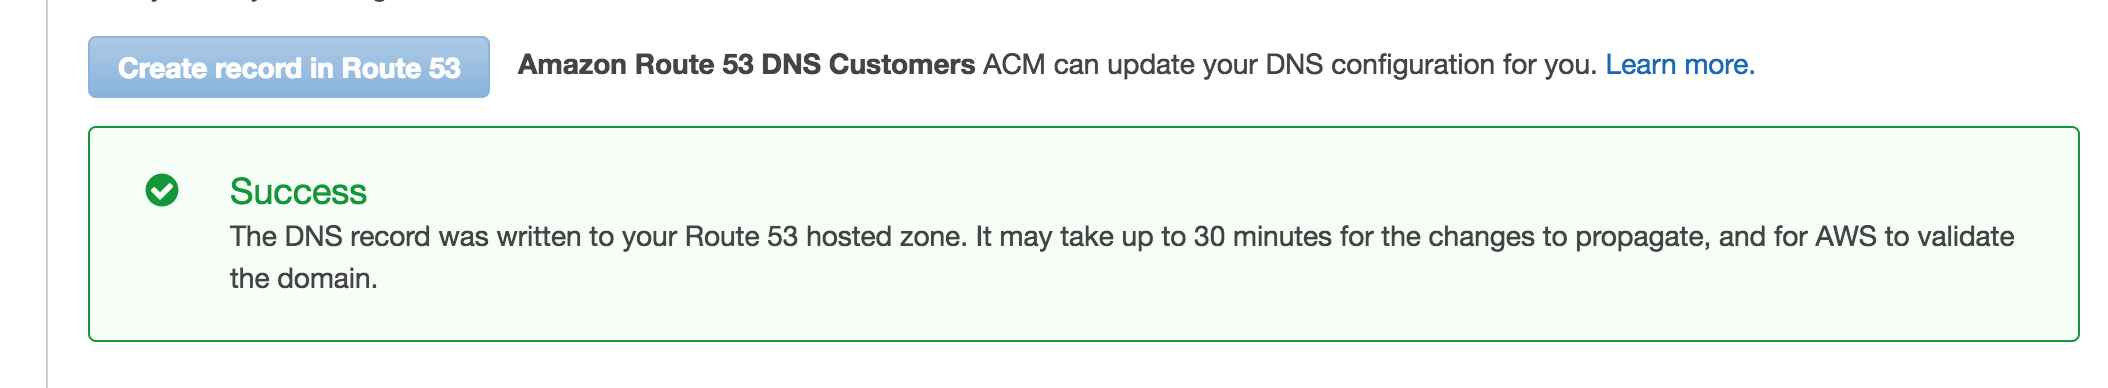 Create record in Route 53
Amazon Route 53 DNS Customers ACM can update your DNS configuration for you. Learn more.
Success
The DNS record was written to your Route 53 hosted zone. It may take up to 30 minutes for the changes to propagate, and for AWS to validate
the domain.